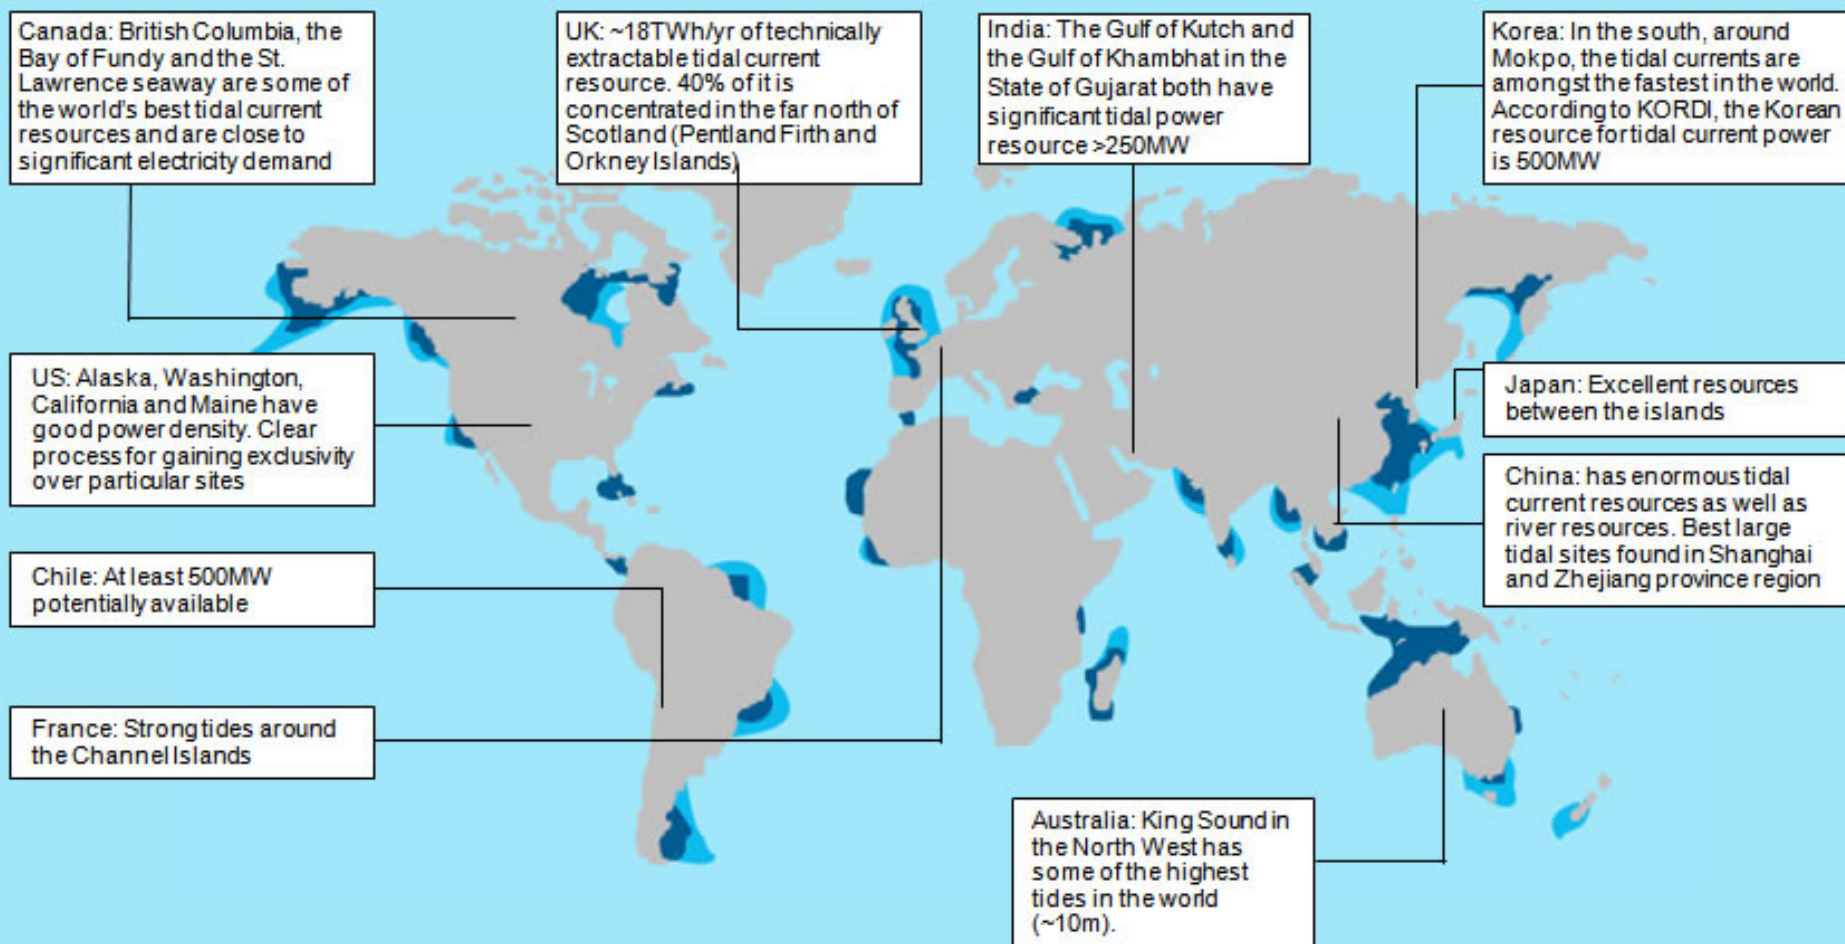 Canada: British Columbia, the
Bay of Fundy and the St.
Lawrence seaway are some of
the world's best tidal current
resources and are close to
significant electricity demand
UK: ~18TWh/yr of technically
extractable tidal current
resource. 40% of it is
concentrated in the far north of
Scotland (Pentland Firth and
Orkney Islands)
India: The Gulf of Kutch and
the Gulf of Khambhat in the
State of Gujarat both have
significant tidal power
resource >250MW
Korea: In the south, around
Mokpo, the tidal currents are
amongst the fastest in the world.
According to KORDI, the Korean
resource for tidal current power
is 500MW
US: Alaska, Washington,
California and Maine have
good power density. Clear
process for gaining exclusivity
over particular sites
Japan: Excellent resources
between the islands
China: has enormous tidal
current resources as well as
river resources. Best large
tidal sites found in Shanghai
and Zhejiang province region
Chile: At least 500MW
potentially available
France: Strong tides around
the Channel Islands
Australia: King Sound in
the North West has
some of the highest
tides in the world
(~10m).